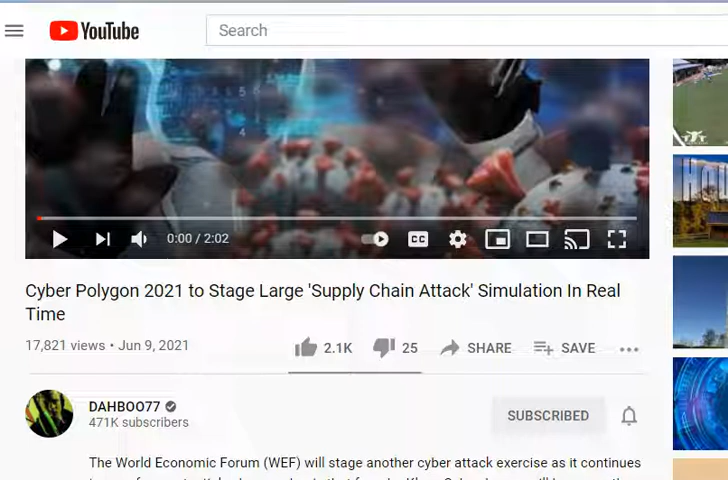 YouTube
Search
5
4
0:00 / 2:02
CC
Cyber Polygon 2021 to Stage Large 'Supply Chain Attack' Simulation In Real
Time
17,821 views • Jun 9, 2021
2.1K
25
SHARE
SAVE
DAHBOO77
471K subscribers
SUBSCRIBED
The World Economic Forum (WEF) will stage another cyber attack exercise as it continues